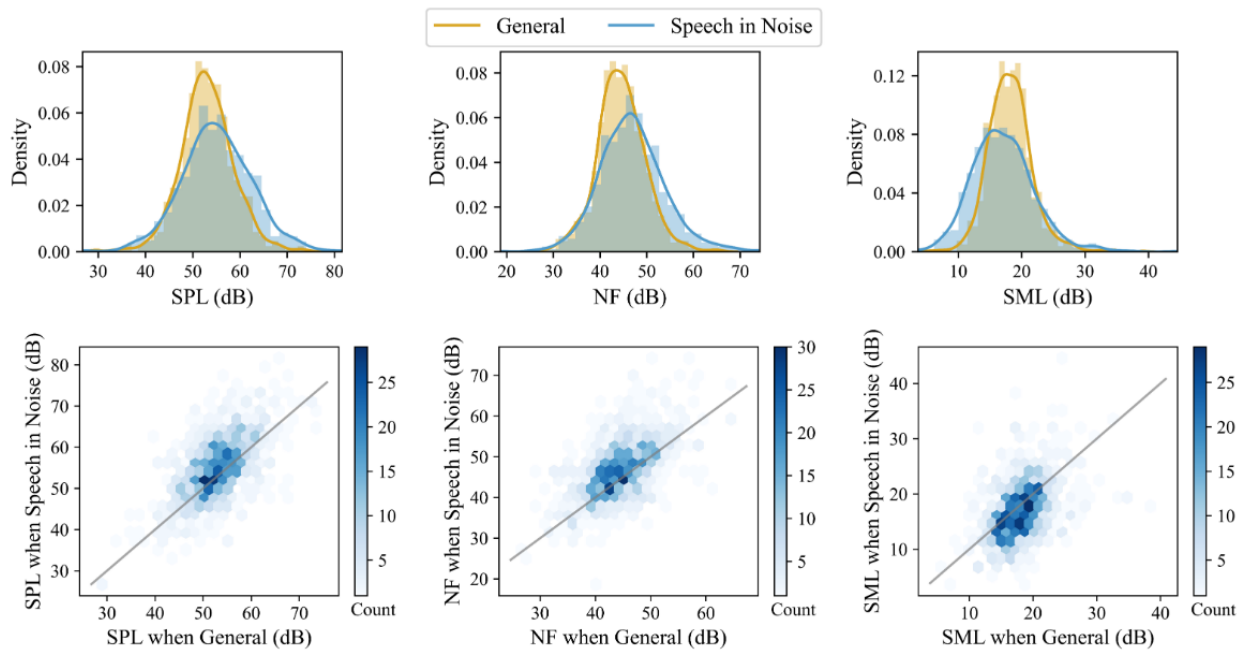 General Speech in Noise
0.08
0.06
0.04
0.02
0.00
Density
30 40 50 60 70 80
SPL (dB)
0.08
0.06
0.04
0.02
0.00
Density
20 30 40 50 60 70
NF (dB)
0.12
0.08
0.04
0.00
Density
10 20 30 40
SML (dB)
80
70
60
50
40
30
SPL when Speech in Noise (dB)
30 40 50 60 70
SPL when General (dB)
25
20
15
10
5
Count
70
60
50
40
30
20
NF when Speech in Noise (dB)
30 40 50 60
NF when General (dB)
30
25
20
15
10
5
Count
40
30
20
10
SML when Speech in Noise (dB)
10 20 30 40
SML when General (dB)
25
20
15
10
5
Count